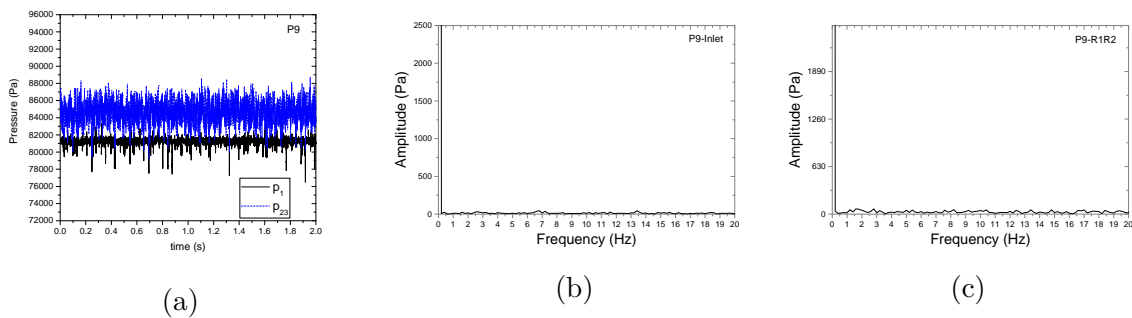 P9
Pressure (Pa)
96000
94000
92000
90000
88000
86000
84000
82000
80000
78000
76000
74000
72000
0.0 0.2 0.4 0.6 0.8 1.0 1.2 1.4 1.6 1.8 2.0
time (s)
p1
p23
(a)
P9-Inlet
Amplitude (Pa)
2500
2000
1500
1000
500
0
0 1 2 3 4 5 6 7 8 9 10 11 12 13 14 15 16 17 18 19 20
Frequency (Hz)
(b)
P9-R1R2
Amplitude (Pa)
1890
1260
630
0
0 1 2 3 4 5 6 7 8 9 10 11 12 13 14 15 16 17 18 19 20
Frequency (Hz)
(c)